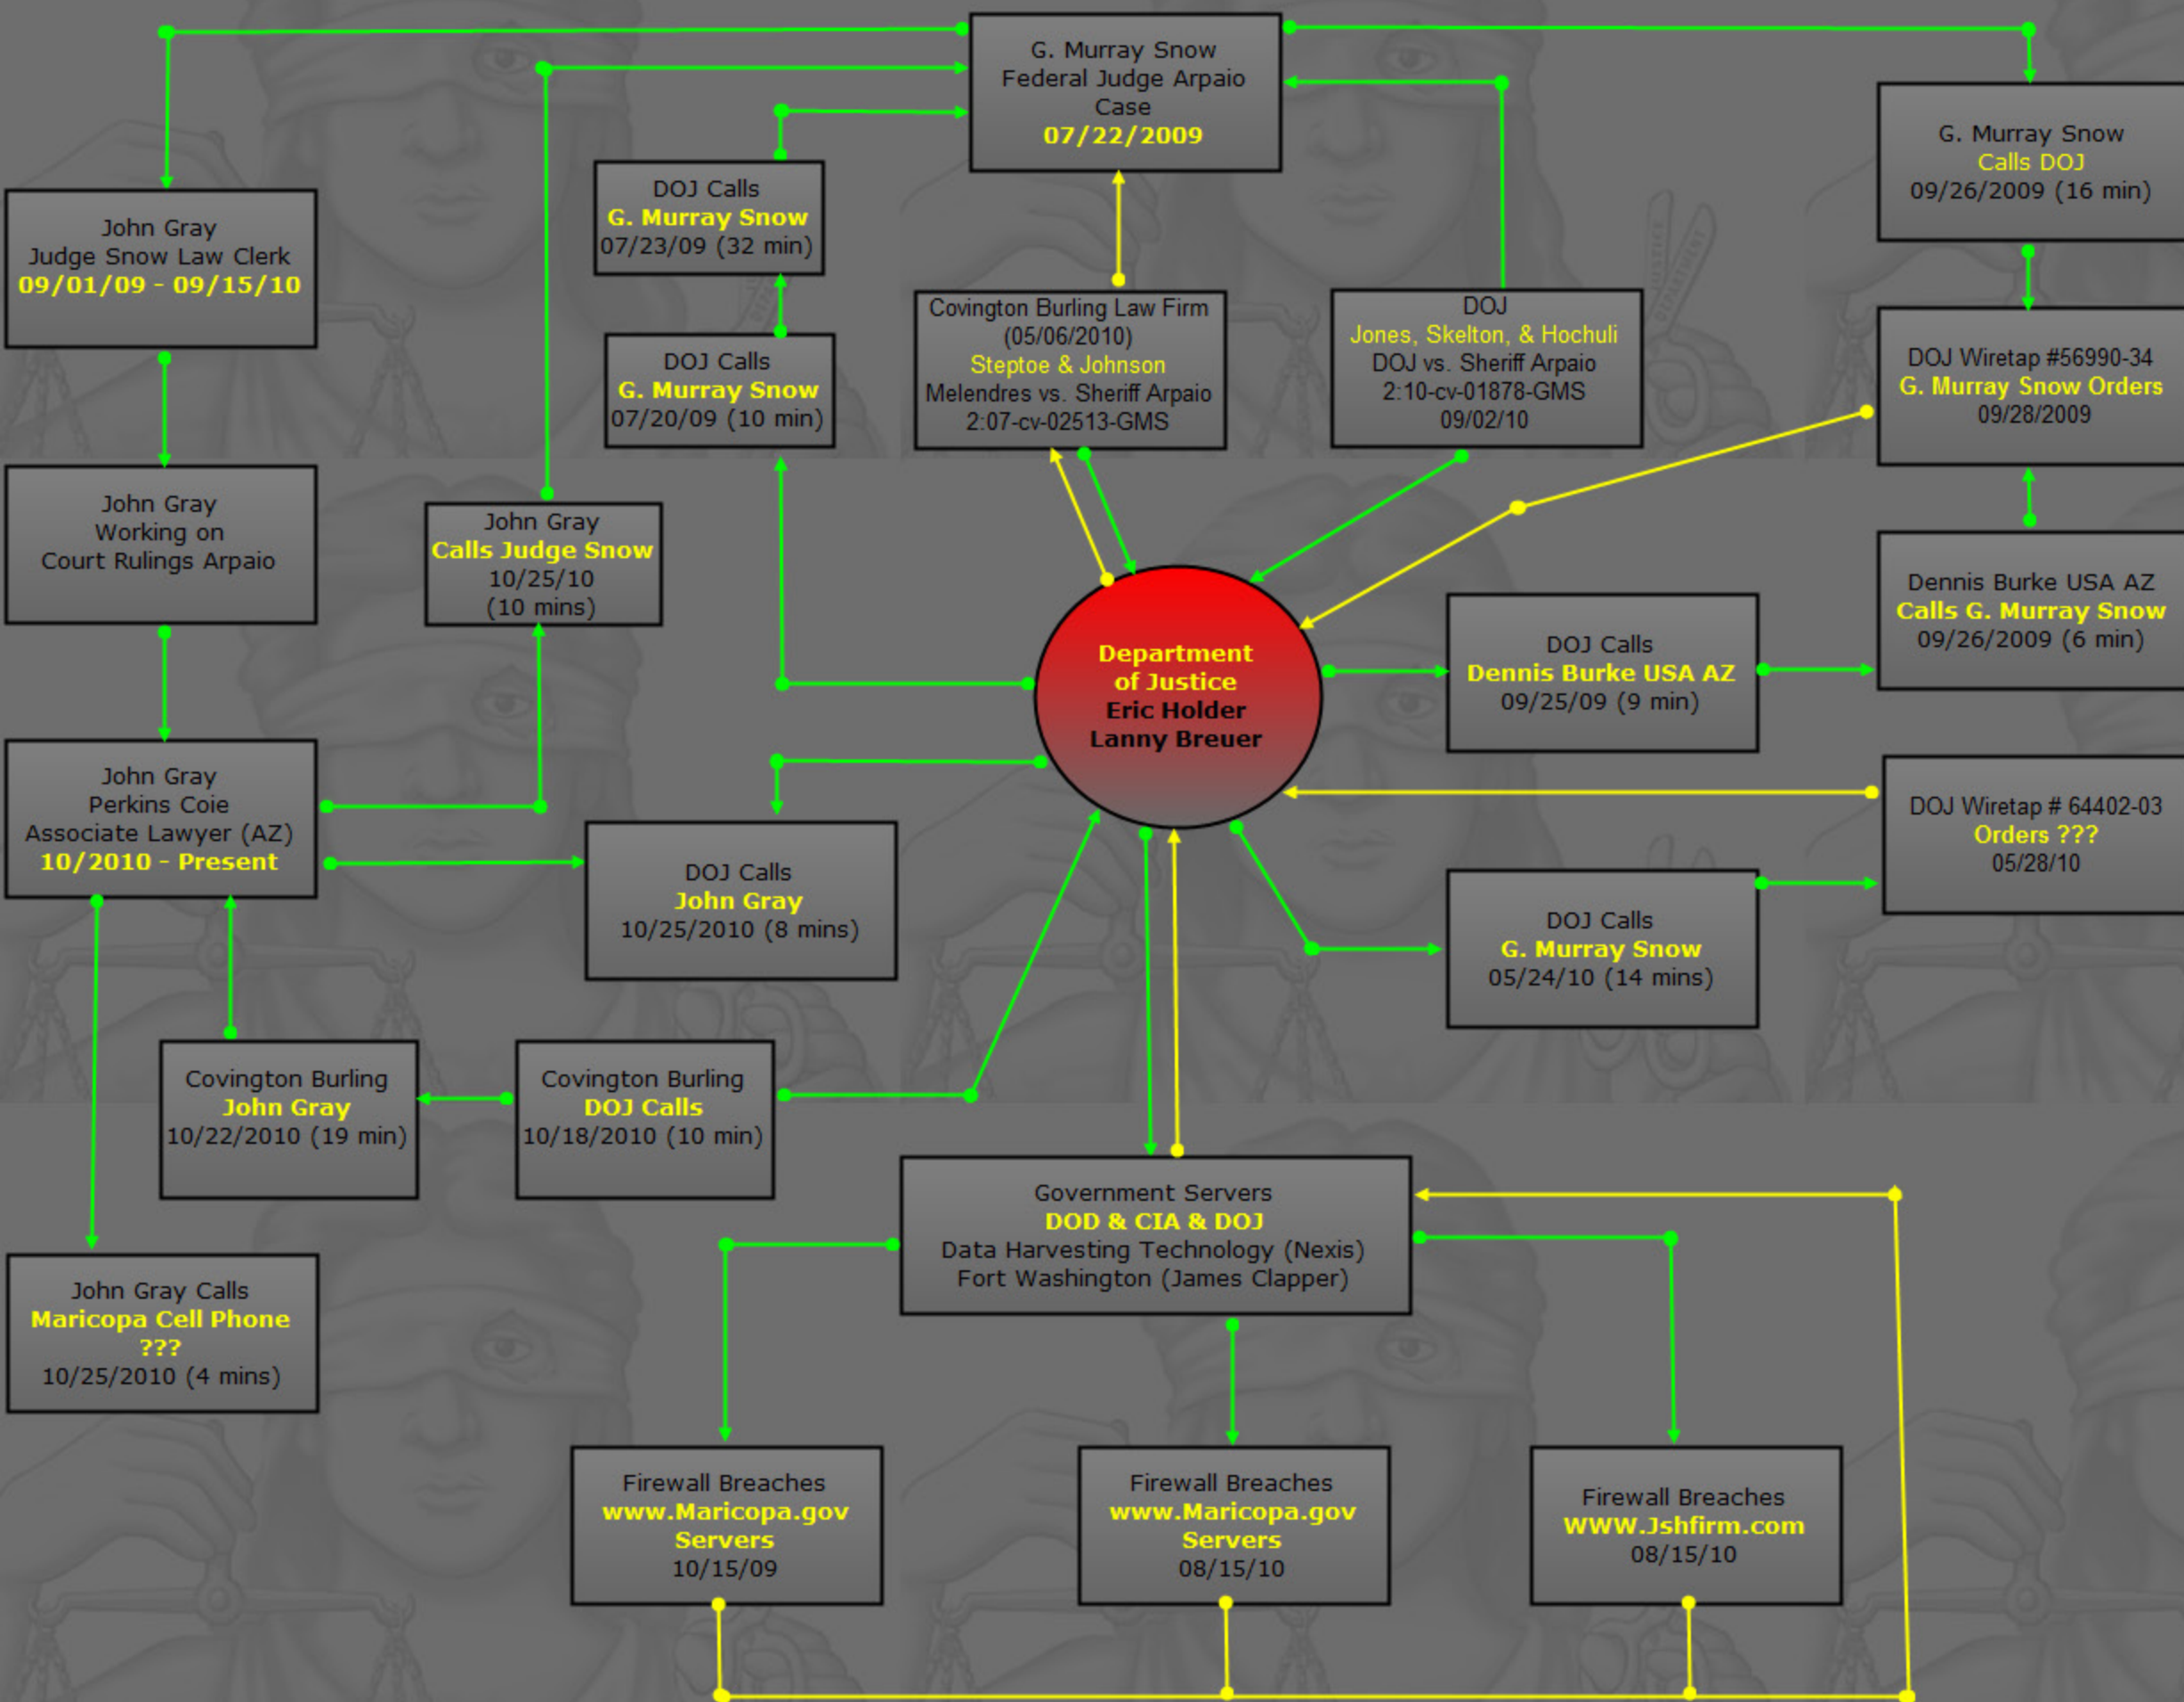 G. Murray Snow
Federal Judge Arpaio
Case
07/22/2009
G. Murray Snow
Calls DOJ
09/26/2009 (16 min)
DOJ Calls
G. Murray Snow
07/23/09 (32 min)
John Gray
Judge Snow Law Clerk
09/01/09 - 09/15/10
Covington Burling Law Firm
(05/06/2010)
Steptoe & Johnson
Melendres vs. Sheriff Arpaio
2:07-cv-02513-GMS
DOJ
Jones, Skelton, & Hochuli
DOJ vs. Sheriff Arpaio
2:10-cv-01878-GMS
09/02/10
DOJ Wiretap #56990-34
G. Murray Snow Orders
09/28/2009
DOJ Calls
G. Murray Snow
07/20/09 (10 min)
John Gray
Working on
Court Rulings Arpaio
John Gray
Calls Judge Snow
10/25/10
(10 mins)
Dennis Burke USA AZ
Calls G. Murray Snow
09/26/2009 (6 min)
Department
of Justice
Eric Holder
Lanny Breuer
DOJ Calls
Dennis Burke USA AZ
09/25/09 (9 min)
John Gray
Perkins Coie
Associate Lawyer (AZ)
10/2010 - Present
DOJ Wiretap # 64402-03
Orders ???
05/28/10
DOJ Calls
John Gray
10/25/2010 (8 mins)
DOJ Calls
G. Murray Snow
05/24/10 (14 mins)
Covington Burling
John Gray
10/22/2010 (19 min)
Covington Burling
DOJ Calls
10/18/2010 (10 min)
Government Servers
DOD & CIA & DOJ
Data Harvesting Technology (Nexis)
Fort Washington (James Clapper)
John Gray Calls
Maricopa Cell Phone
???
10/25/2010 (4 mins)
Firewall Breaches
www.Maricopa.gov
Servers
10/15/09
Firewall Breaches
www.Maricopa.gov
Servers
08/15/10
Firewall Breaches
WWW.Jshfirm.com
08/15/10
JUSTICE
DEPARTMENT